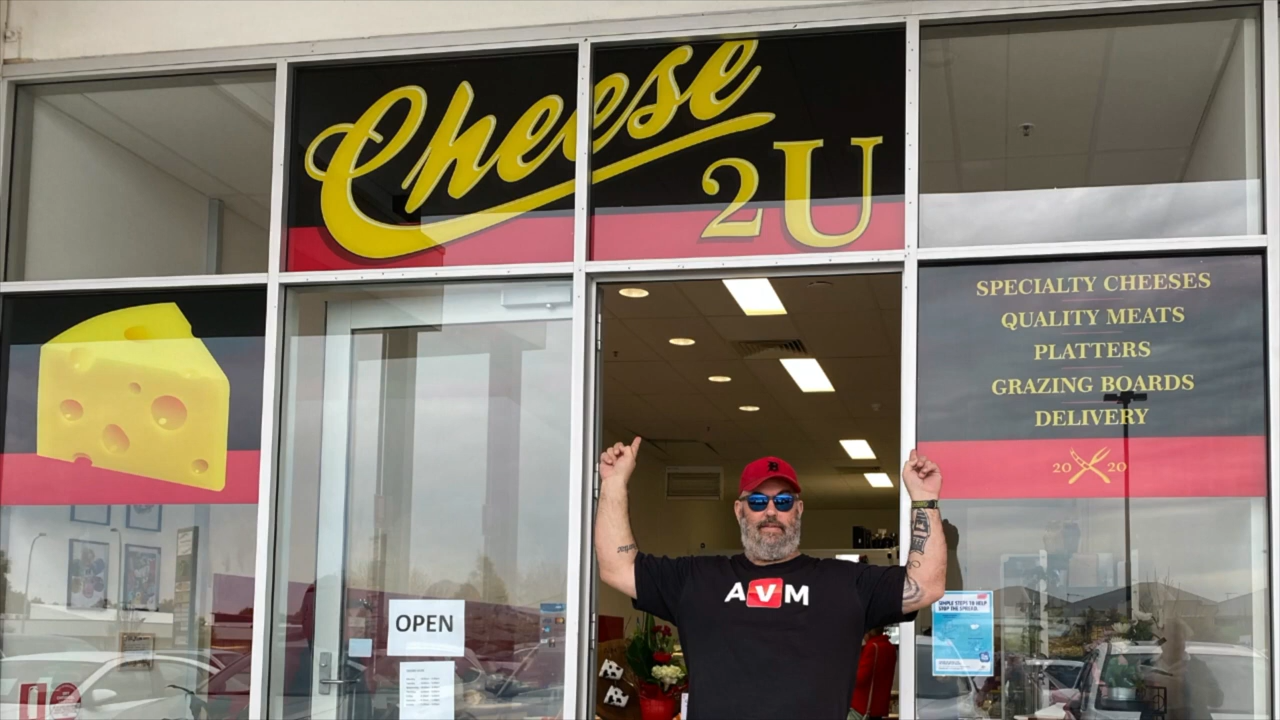 Cheese
2U
SPECIALTY CHEESES
QUALITY MEATS
PLATTERS
GRAZING BOARDS
DELIVERY
20 20
B
AVM
SIMPLE STEPS TO HELP
STOP THE SPREAD.
OPEN